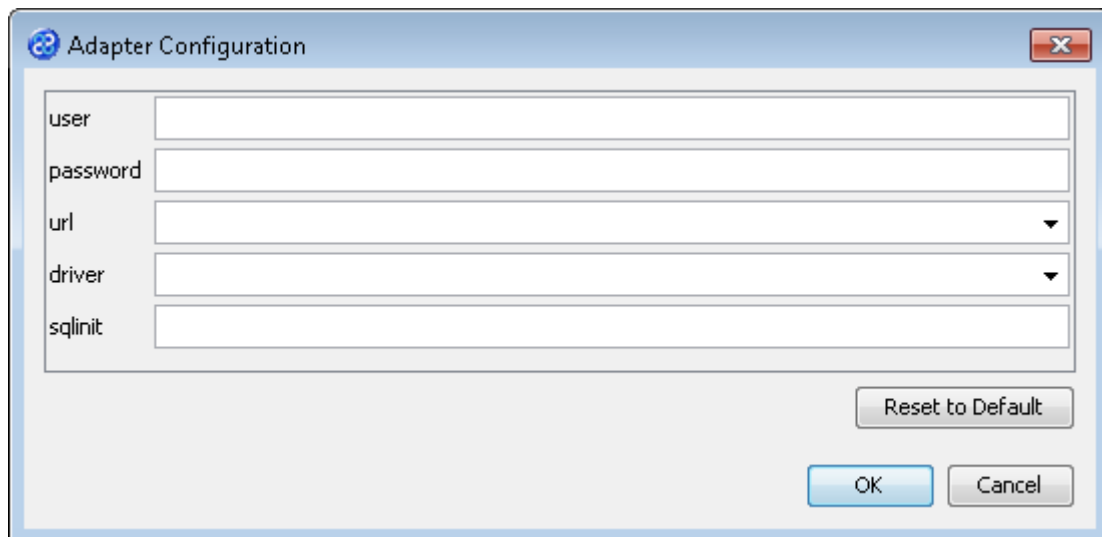 Adapter Configuration
user
password
url
driver
sqlinit
Reset to Default
OK Cancel